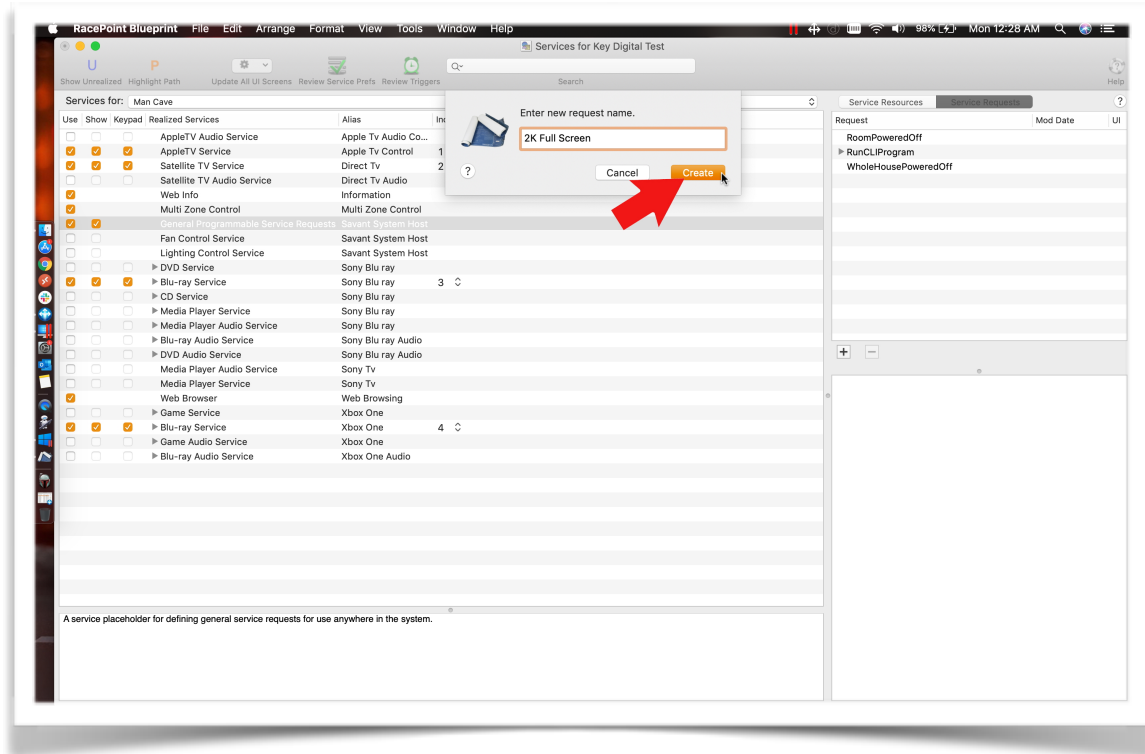 RacePoint Blueprint File Edit Arrange Format View Tools Window Help 98% Mon 12:28 AM
Services for Key Digital Test
U P
Show Unrealized Highlight Path Update All UI Screens Review Service Prefs Review Triggers Search Help
Services for: Man Cave Service Resources Service Requests ?
Use Show Keypad Realized Services Alias Request Mod Date UI
Enter new request name.
2K Full Screen
? Cancel Create
AppleTV Audio Service Apple Tv Audio Co... RoomPoweredOff
AppleTV Service Apple Tv Control 1 RunCLIProgram
Satellite TV Service Direct Tv 2 WholeHousePoweredOff
Satellite TV Audio Service Direct Tv Audio
Web Info Information
Multi Zone Control Multi Zone Control
General Programmable Service Requests Savant System Host
Fan Control Service Savant System Host
Lighting Control Service Savant System Host
DVD Service Sony Blu ray
Blu-ray Service Sony Blu ray 3
CD Service Sony Blu ray
Media Player Service Sony Blu ray
Media Player Audio Service Sony Blu ray
Blu-ray Audio Service Sony Blu ray Audio
DVD Audio Service Sony Blu ray Audio
Media Player Audio Service Sony Tv
Media Player Service Sony Tv
Web Browser Web Browsing
Game Service Xbox One
Blu-ray Service Xbox One 4
Game Audio Service Xbox One
Blu-ray Audio Service Xbox One Audio
+ −
A service placeholder for defining general service requests for use anywhere in the system.